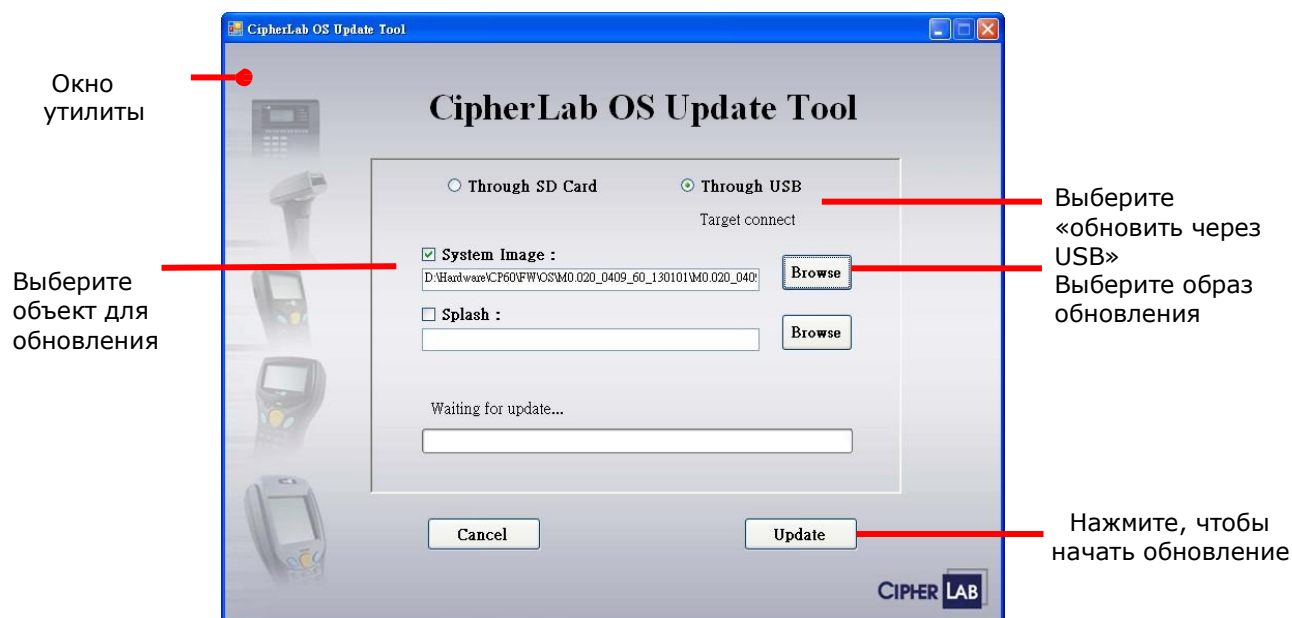 CipherLab OS Update Tool
Окно
утилиты
CipherLab OS Update Tool
Through SD Card
Through USB
Target connect
Выберите
«обновить через
USB»
Выберите образ
обновления
System Image :
D:\Hardware\CP60\FW\OS\M0.020_0409_60_130101\M0.020_040
Browse
Выберите
объект для
обновления
Splash :
Browse
Waiting for update...
Cancel
Update
Нажмите, чтобы
начать обновление
CIPHER LAB